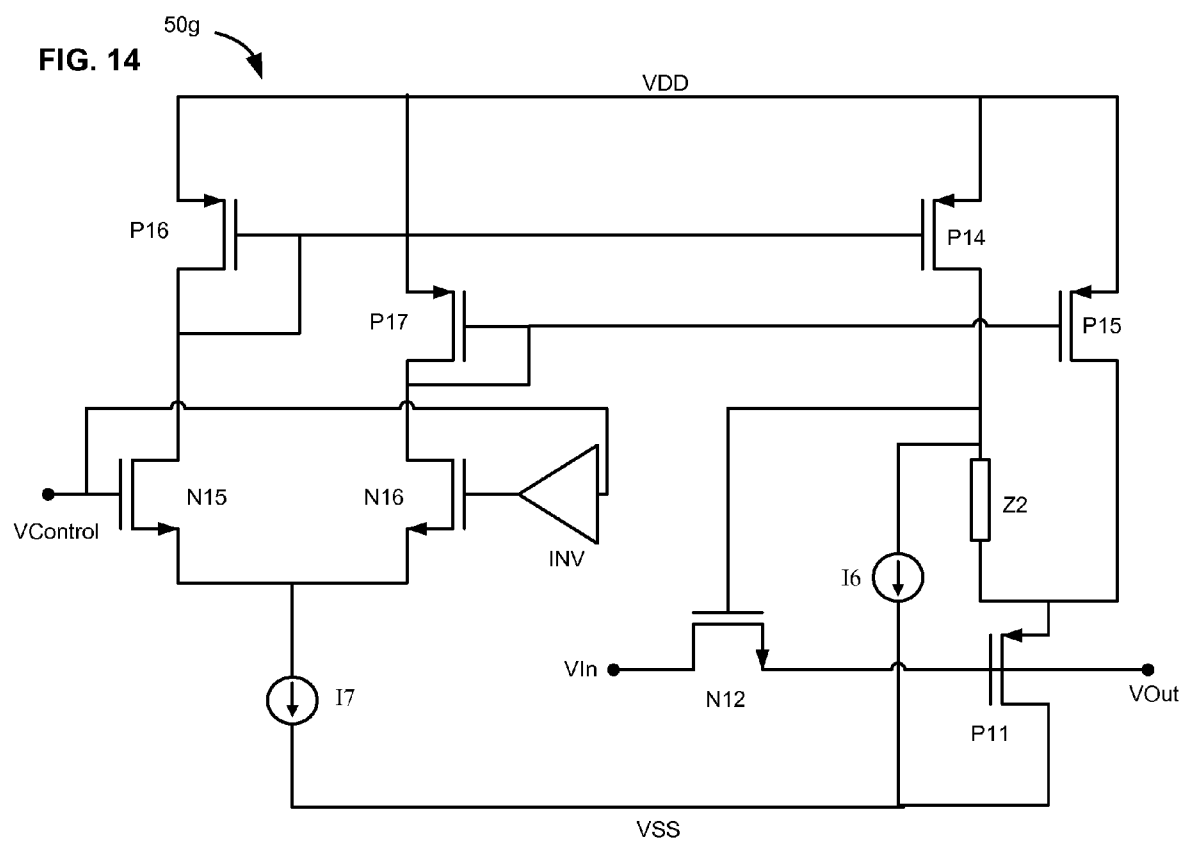 50g
FIG. 14
VDD
P16
P14
P17
P15
N15
N16
Z2
VControl
INV
I6
VIn
I7
N12
VOut
P11
VSS